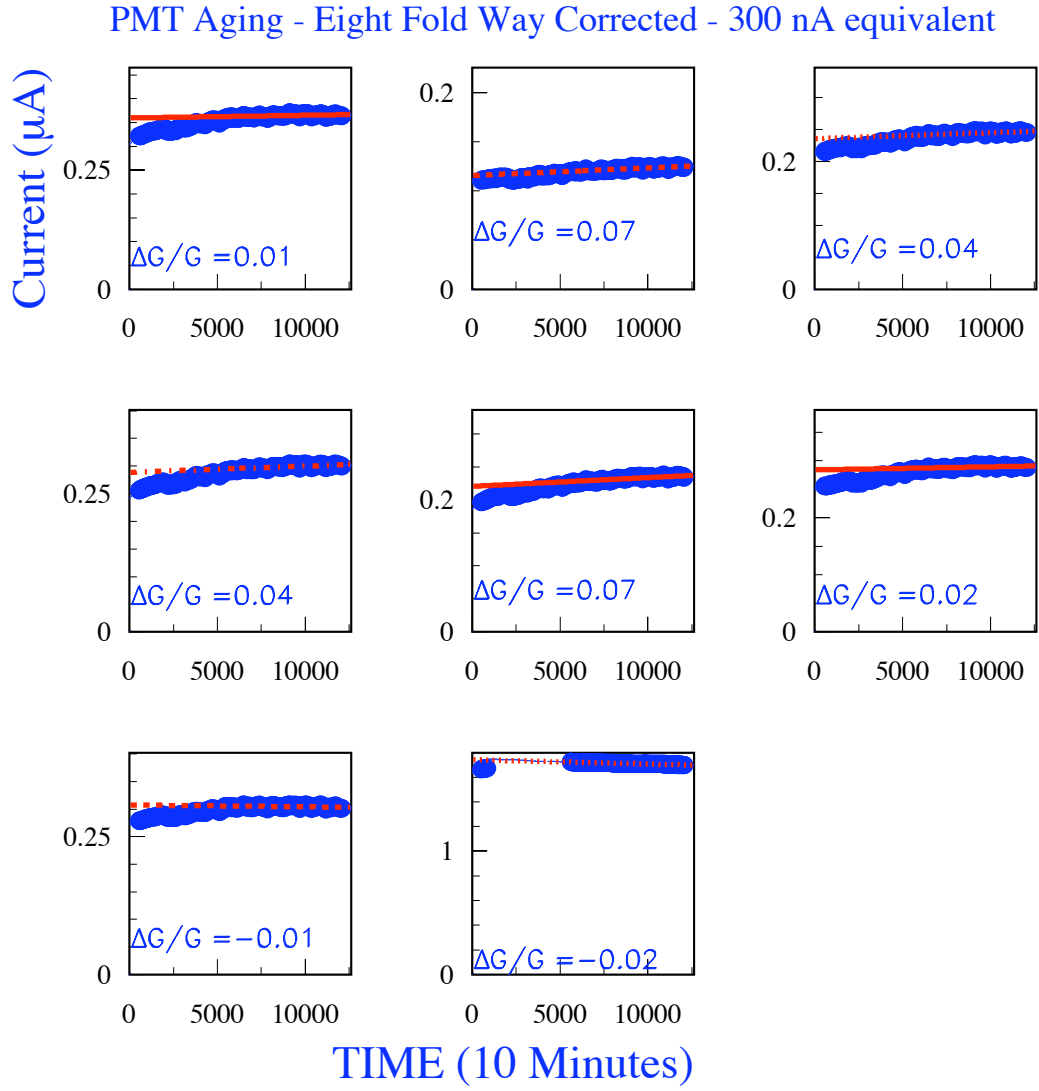 PMT Aging - Eight Fold Way Corrected - 300 nA equivalent
Current (μA)
0.25
0
ΔG/G =0.01
0 5000 10000
0.2
0
ΔG/G =0.07
0 5000 10000
0.2
0
ΔG/G =0.04
0 5000 10000
0.25
0
ΔG/G =0.04
0 5000 10000
0.2
0
ΔG/G =0.07
0 5000 10000
0.2
0
ΔG/G =0.02
0 5000 10000
0.25
0
ΔG/G =-0.01
0 5000 10000
1
0
ΔG/G =-0.02
0 5000 10000
TIME (10 Minutes)